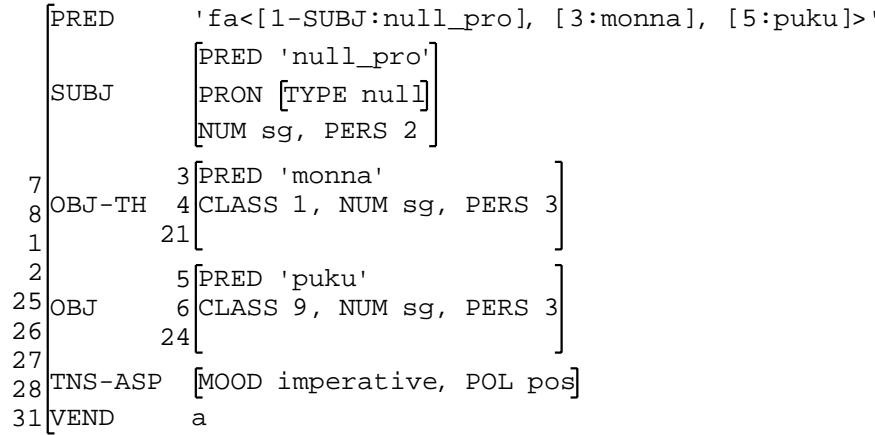 PRED 'fa<[1-SUBJ:null_pro], [3:monna], [5:puku]>'
PRED 'null_pro'
SUBJ PRON [TYPE null]
NUM sg, PERS 2
7 3 PRED 'monna'
8 OBJ-TH 4 CLASS 1, NUM sg, PERS 3
1 21
2 5 PRED 'puku'
25 OBJ 6 CLASS 9, NUM sg, PERS 3
26 24
27
28 TNS-ASP [MOOD imperative, POL pos]
31 VEND a